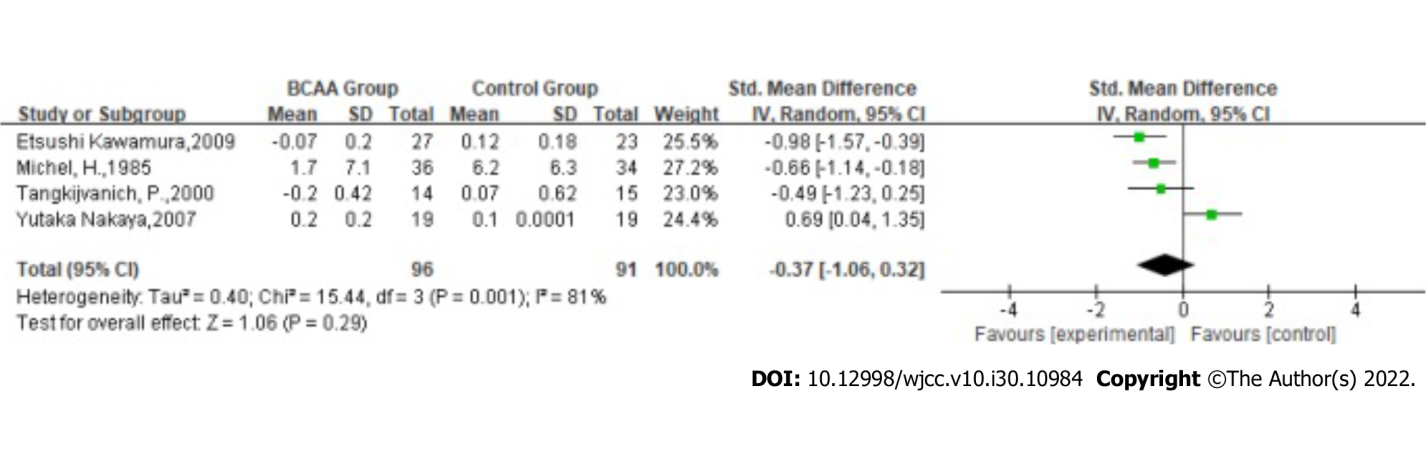 BCAA Group Control Group Std. Mean Difference Std. Mean Difference
Study or Subgroup Mean SD Total Mean SD Total Weight IV, Random, 95% CI IV, Random, 95% CI
Etsushi Kawamura,2009 -0.07 0.2 27 0.12 0.18 23 25.5% -0.98 [-1.57, -0.39]
Michel, H.,1985 1.7 7.1 36 6.2 6.3 34 27.2% -0.66 [-1.14, -0.18]
Tangkijvanich, P.,2000 -0.2 0.42 14 0.07 0.62 15 23.0% -0.49 [-1.23, 0.25]
Yutaka Nakaya,2007 0.2 0.2 19 0.1 0.0001 19 24.4% 0.69 [0.04, 1.35]
Total (95% CI) 96 91 100.0% -0.37 [-1.06, 0.32]
Heterogeneity: Tau² = 0.40; Chi² = 15.44, df = 3 (P = 0.001); I² = 81%
Test for overall effect: Z = 1.06 (P = 0.29)
-4 -2 0 2 4
Favours [experimental] Favours [control]
DOI: 10.12998/wjcc.v10.i30.10984 Copyright ©The Author(s) 2022.